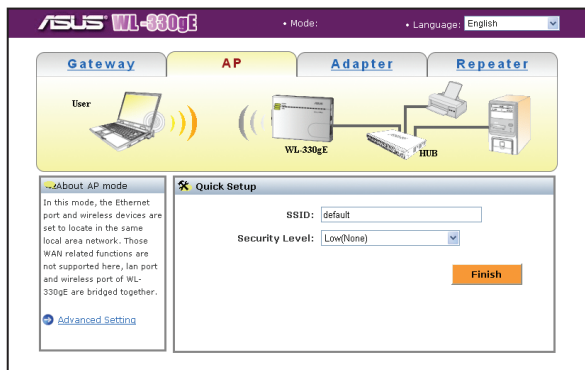 ASUS WL-330gE
• Mode:
• Language: English
Gateway
AP
Adapter
Repeater
User
WL-330gE
HUB
About AP mode
In this mode, the Ethernet
port and wireless devices are
set to locate in the same
local area network. Those
WAN related functions are
not supported here, lan port
and wireless port of WL-
330gE are bridged together.
Advanced Setting
Quick Setup
SSID: default
Security Level: Low(None)
Finish